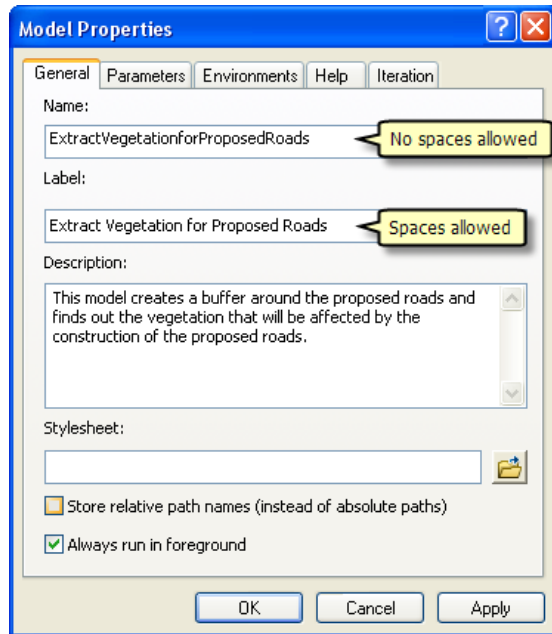 Model Properties
General Parameters Environments Help Iteration
Name:
ExtractVegetationforProposedRoads
No spaces allowed
Label:
Extract Vegetation for Proposed Roads
Spaces allowed
Description:
This model creates a buffer around the proposed roads and
finds out the vegetation that will be affected by the
construction of the proposed roads.
Stylesheet:
Store relative path names (instead of absolute paths)
Always run in foreground
OK Cancel Apply